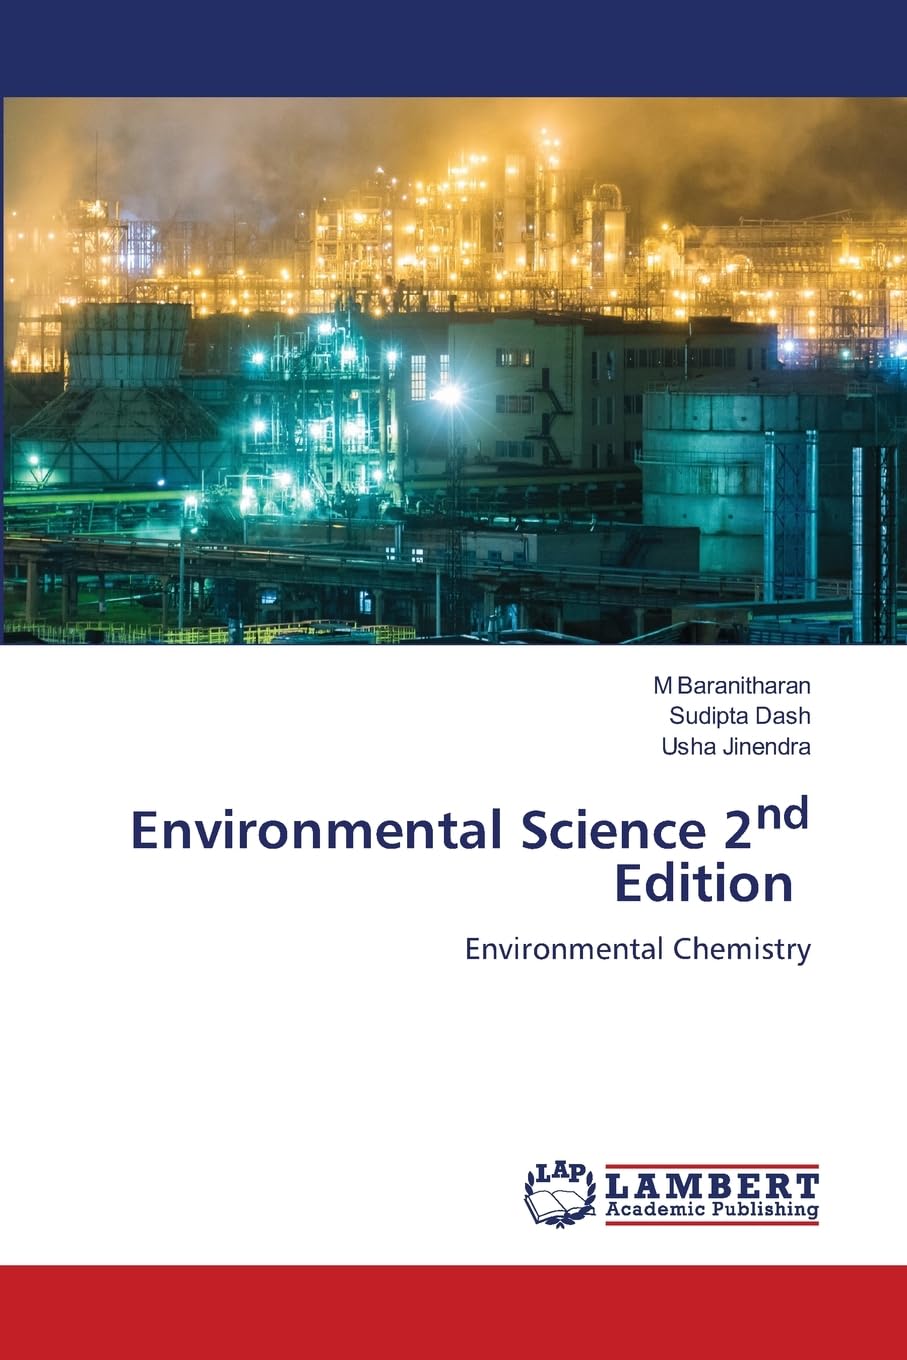 M Baranitharan
Sudipta Dash
Usha Jinendra
Environmental Science 2nd
Edition
Environmental Chemistry
LAP
LAMBERT
Academic Publishing